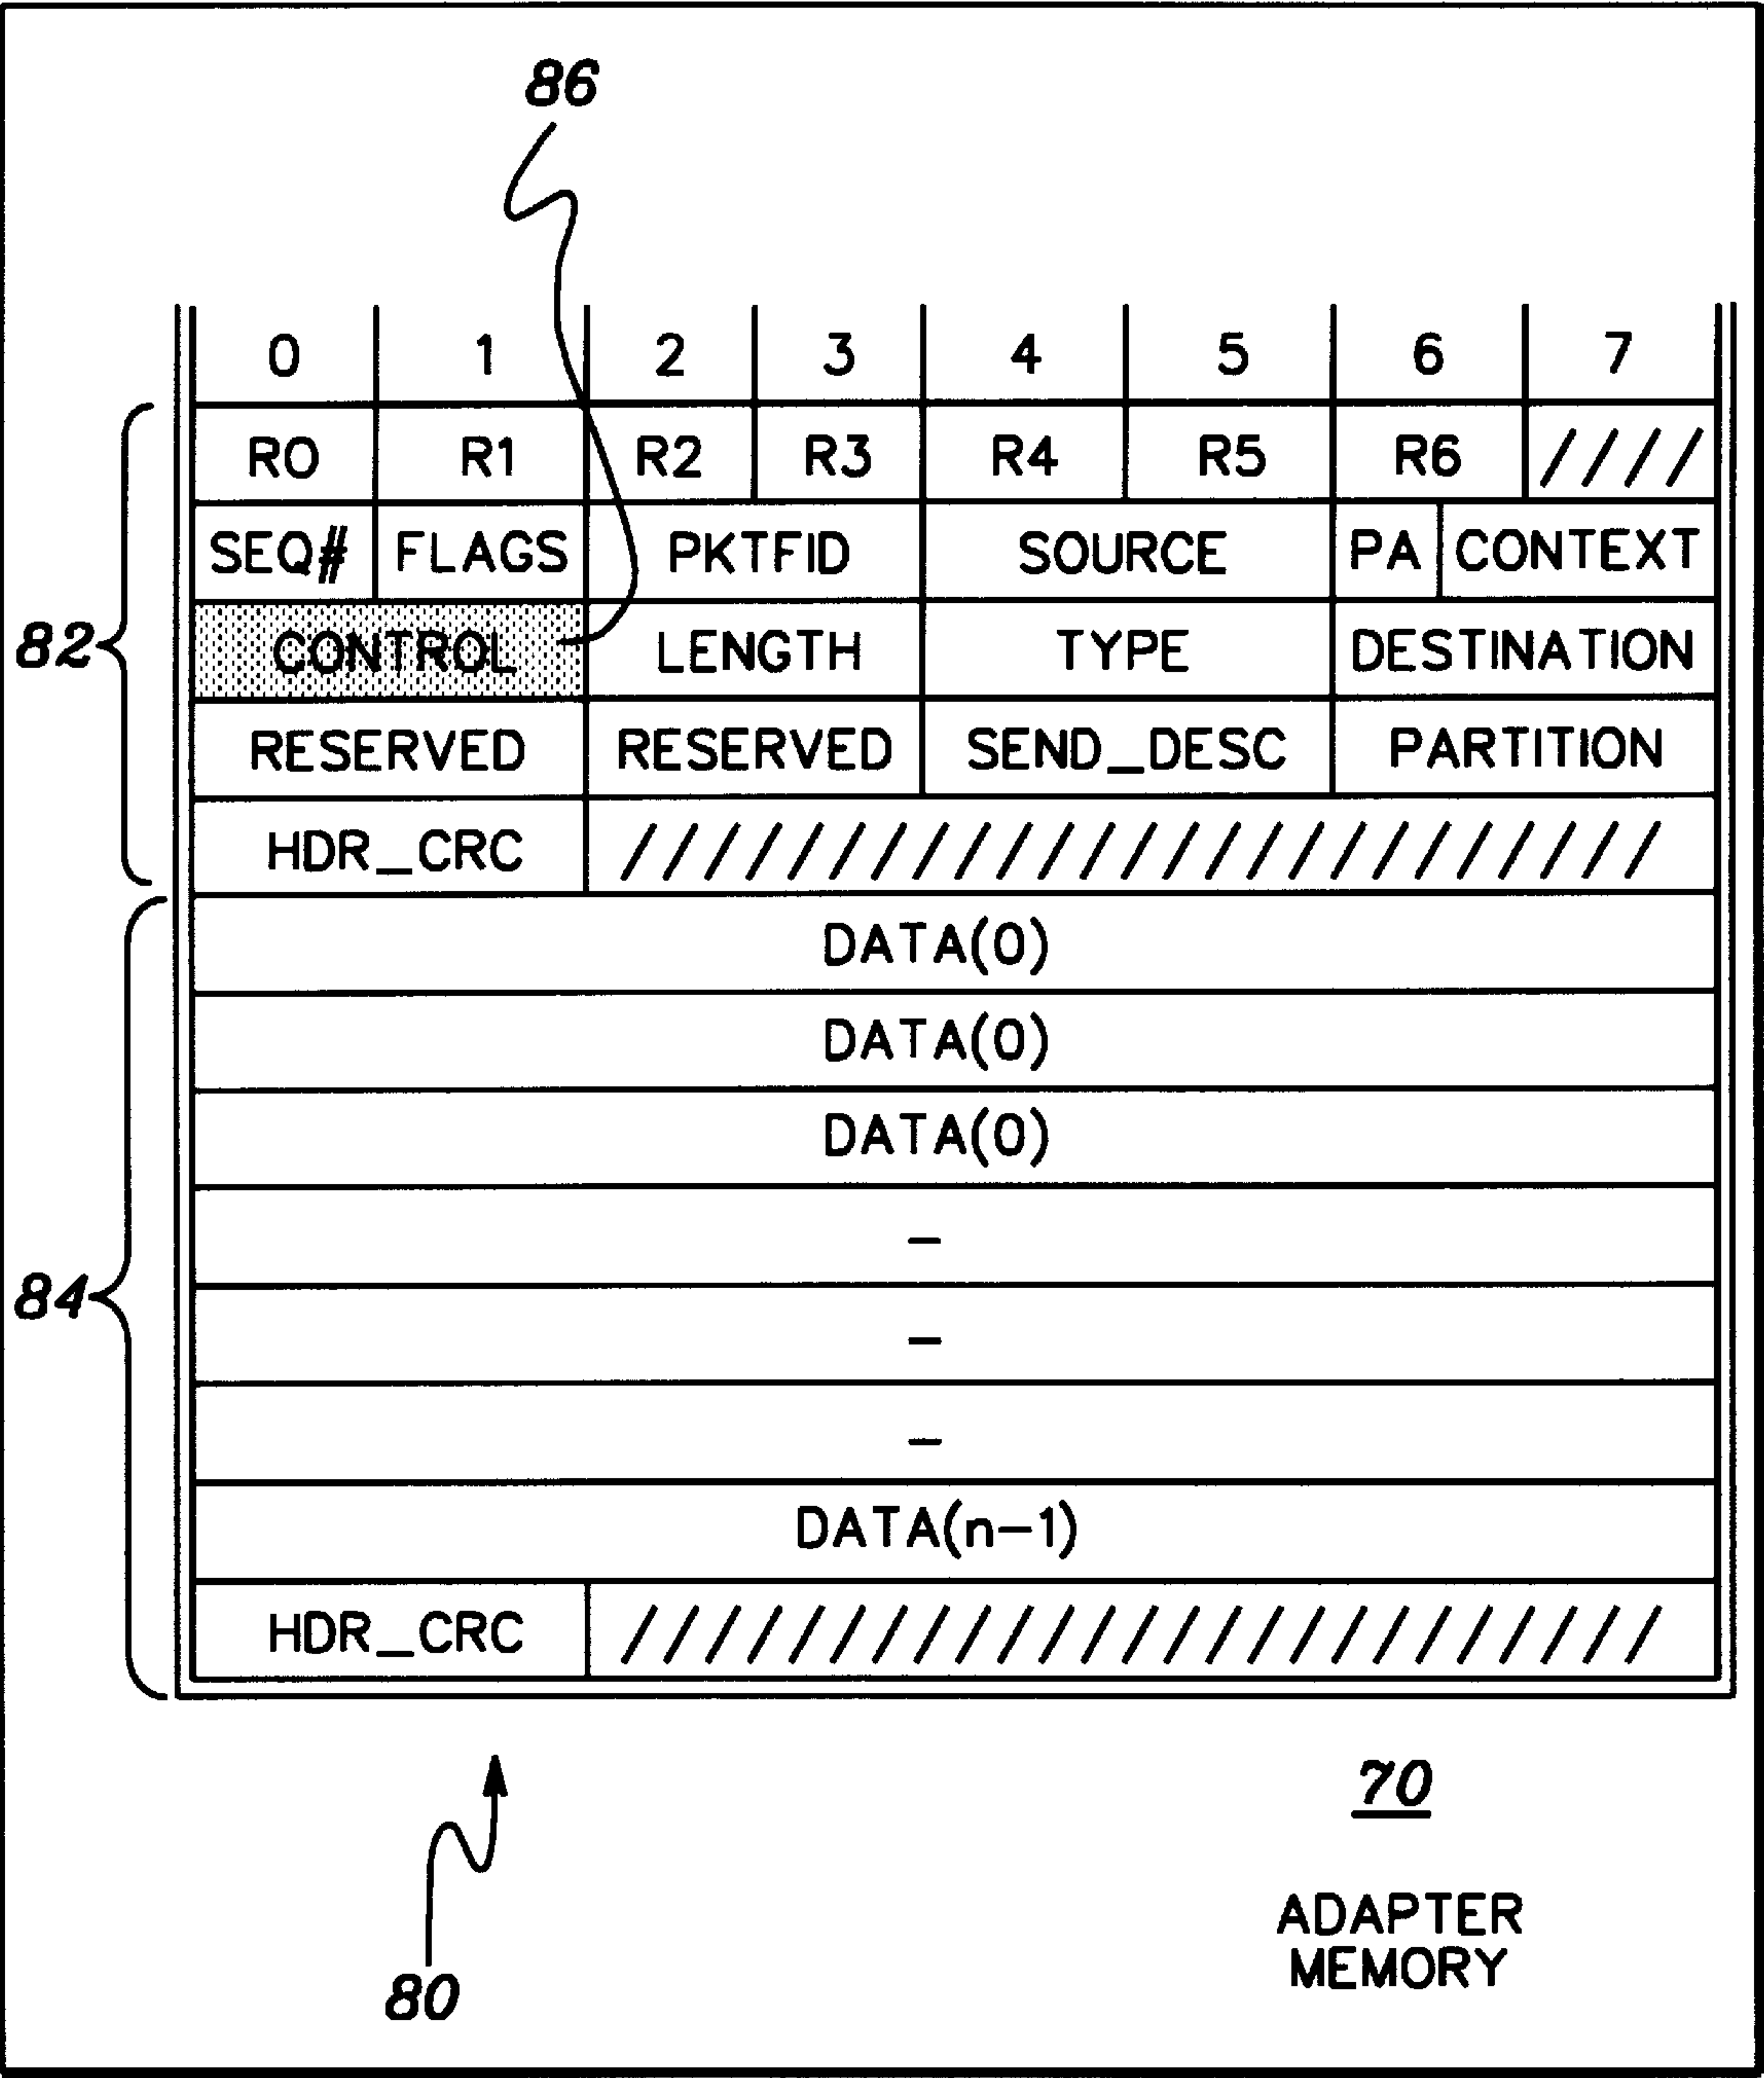 86
0 1 2 3 4 5 6 7
R0 R1 R2 R3 R4 R5 R6 ////
SEQ# FLAGS PKTFID SOURCE PA CONTEXT
82
CONTROL LENGTH TYPE DESTINATION
RESERVED RESERVED SEND_DESC PARTITION
HDR_CRC /////////////////////////
DATA(0)
DATA(0)
DATA(0)
–
84
–
–
DATA(n-1)
HDR_CRC /////////////////////////
70
80
ADAPTER
MEMORY